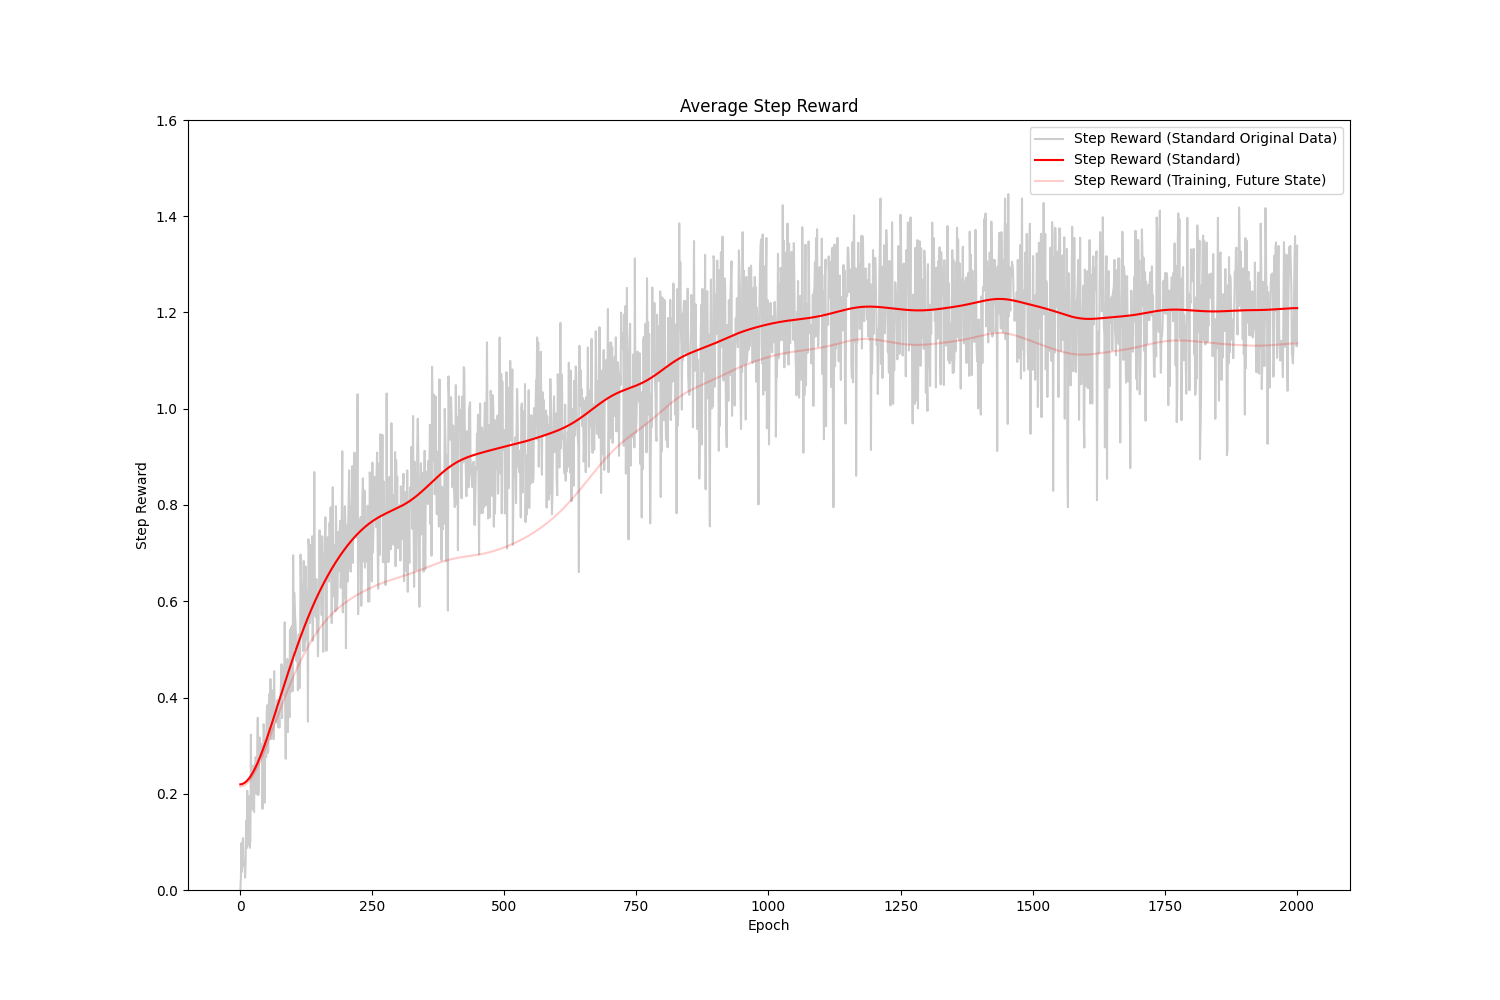 Average Step Reward
Step Reward (Standard Original Data)
Step Reward (Standard)
Step Reward (Training, Future State)
1.6
1.4
1.2
1.0
0.8
0.6
0.4
0.2
0.0
Step Reward
0 250 500 750 1000 1250 1500 1750 2000
Epoch